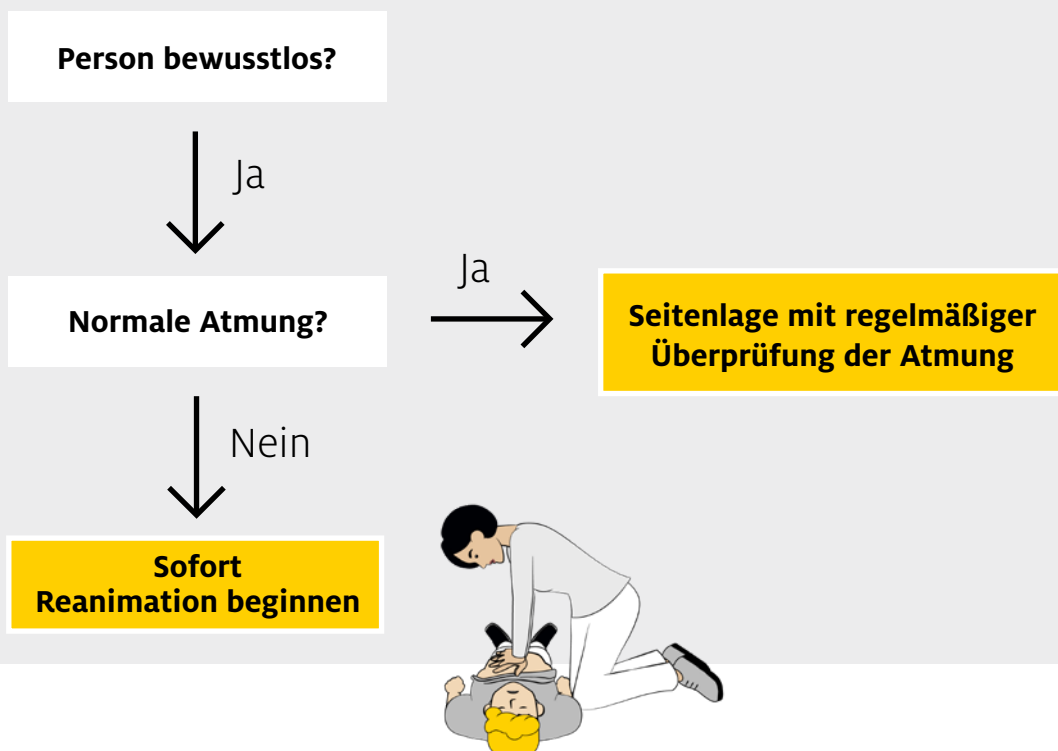 Person bewusstlos?
Ja
Normale Atmung?
Ja
Seitenlage mit regelmäßiger
Überprüfung der Atmung
Nein
Sofort
Reanimation beginnen